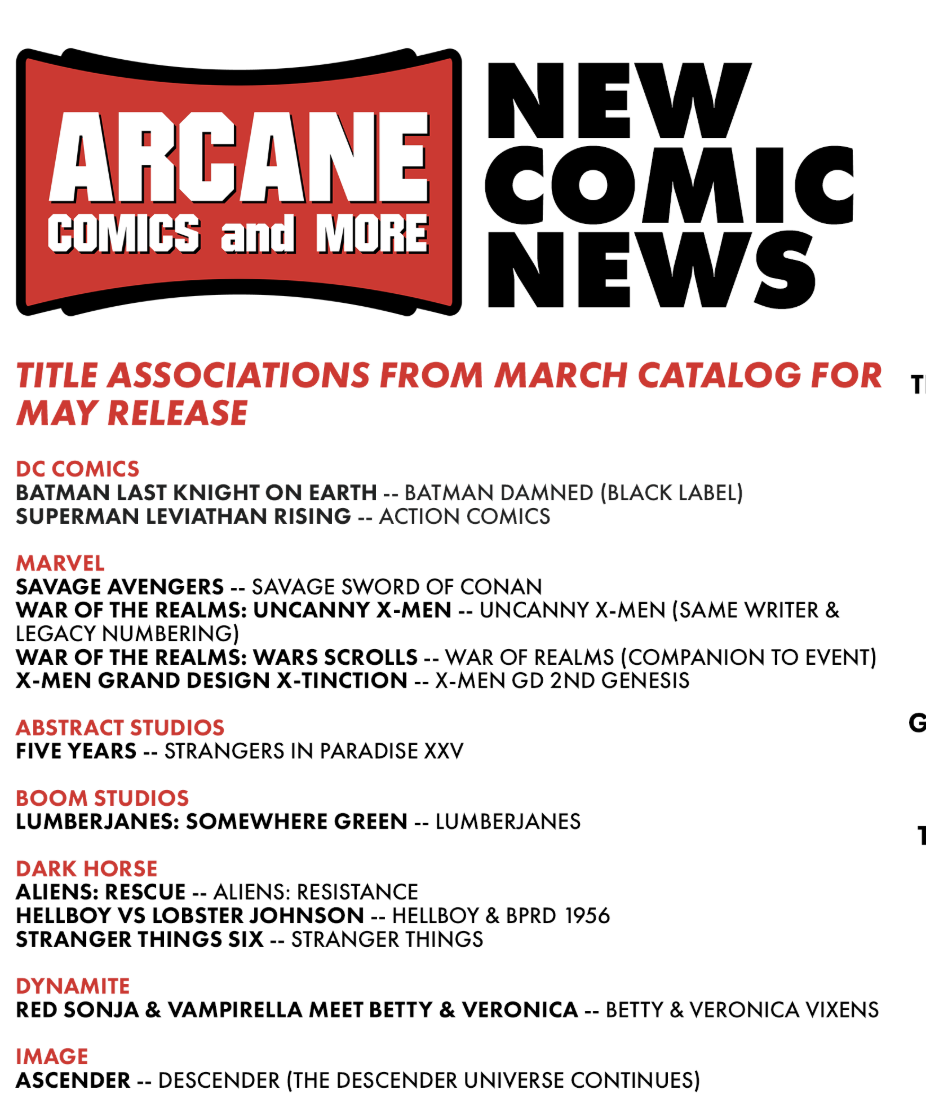 ARCANE
COMICS and MORE
NEW
COMIC
NEWS
TITLE ASSOCIATIONS FROM MARCH CATALOG FOR
MAY RELEASE
DC COMICS
BATMAN LAST KNIGHT ON EARTH -- BATMAN DAMNED (BLACK LABEL)
SUPERMAN LEVIATHAN RISING -- ACTION COMICS
MARVEL
SAVAGE AVENGERS -- SAVAGE SWORD OF CONAN
WAR OF THE REALMS: UNCANNY X-MEN -- UNCANNY X-MEN (SAME WRITER &
LEGACY NUMBERING)
WAR OF THE REALMS: WARS SCROLLS -- WAR OF REALMS (COMPANION TO EVENT)
X-MEN GRAND DESIGN X-TINCTION -- X-MEN GD 2ND GENESIS
ABSTRACT STUDIOS
FIVE YEARS -- STRANGERS IN PARADISE XXV
BOOM STUDIOS
LUMBERJANES: SOMEWHERE GREEN -- LUMBERJANES
DARK HORSE
ALIENS: RESCUE -- ALIENS: RESISTANCE
HELLBOY VS LOBSTER JOHNSON -- HELLBOY & BPRD 1956
STRANGER THINGS SIX -- STRANGER THINGS
DYNAMITE
RED SONJA & VAMPIRELLA MEET BETTY & VERONICA -- BETTY & VERONICA VIXENS
IMAGE
ASCENDER -- DESCENDER (THE DESCENDER UNIVERSE CONTINUES)